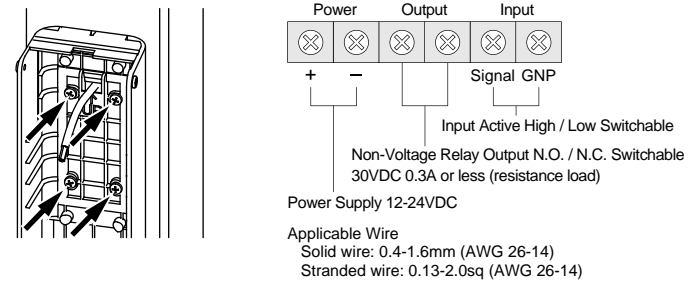 Power Output Input
+ –
Signal GNP
Input Active High / Low Switchable
Non-Voltage Relay Output N.O. / N.C. Switchable
30VDC 0.3A or less (resistance load)
Power Supply 12-24VDC
Applicable Wire
Solid wire: 0.4-1.6mm (AWG 26-14)
Stranded wire: 0.13-2.0sq (AWG 26-14)